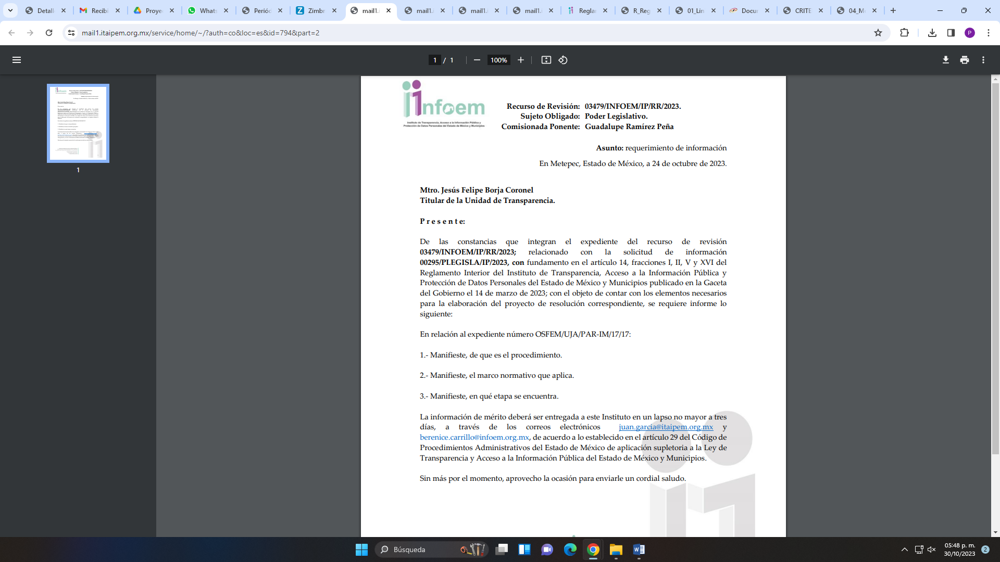 Detall
Recibi
Proye
Whats
Periód
Zimbr
mail1.i
mail1.i
mail1.i
mail1.i
Reglar
R_Reg
01_Lin
Docu
CRITE
04_M
mail1.itaipem.org.mx/service/home/~/?auth=co&loc=es&id=794&part=2
P
1 / 1
100%
1
infoem
Instituto de Transparencia, Acceso a la Información Pública y
Protección de Datos Personales del Estado de México y Municipios
Recurso de Revisión: 03479/INFOEM/IP/RR/2023.
Sujeto Obligado: Poder Legislativo.
Comisionada Ponente: Guadalupe Ramírez Peña
Asunto: requerimiento de información
En Metepec, Estado de México, a 24 de octubre de 2023.
Mtro. Jesús Felipe Borja Coronel
Titular de la Unidad de Transparencia.
P r e s e n t e:
De las constancias que integran el expediente del recurso de revisión
03479/INFOEM/IP/RR/2023; relacionado con la solicitud de información
00295/PLEGISLA/IP/2023, con fundamento en el artículo 14, fracciones I, II, V y XVI del
Reglamento Interior del Instituto de Transparencia, Acceso a la Información Pública y
Protección de Datos Personales del Estado de México y Municipios publicado en la Gaceta
del Gobierno el 14 de marzo de 2023; con el objeto de contar con los elementos necesarios
para la elaboración del proyecto de resolución correspondiente, se requiere informe lo
siguiente:
En relación al expediente número OSFEM/UJA/PAR-IM/17/17:
1.- Manifieste, de que es el procedimiento.
2.- Manifieste, el marco normativo que aplica.
3.- Manifieste, en qué etapa se encuentra.
La información de mérito deberá ser entregada a este Instituto en un lapso no mayor a tres
días, a través de los correos electrónicos juan.garcia@itaipem.org.mx y
berenice.carrillo@infoem.org.mx, de acuerdo a lo establecido en el artículo 29 del Código de
Procedimientos Administrativos del Estado de México de aplicación supletoria a la Ley de
Transparencia y Acceso a la Información Pública del Estado de México y Municipios.
Sin más por el momento, aprovecho la ocasión para enviarle un cordial saludo.
Búsqueda
05:48 p. m.
30/10/2023
2